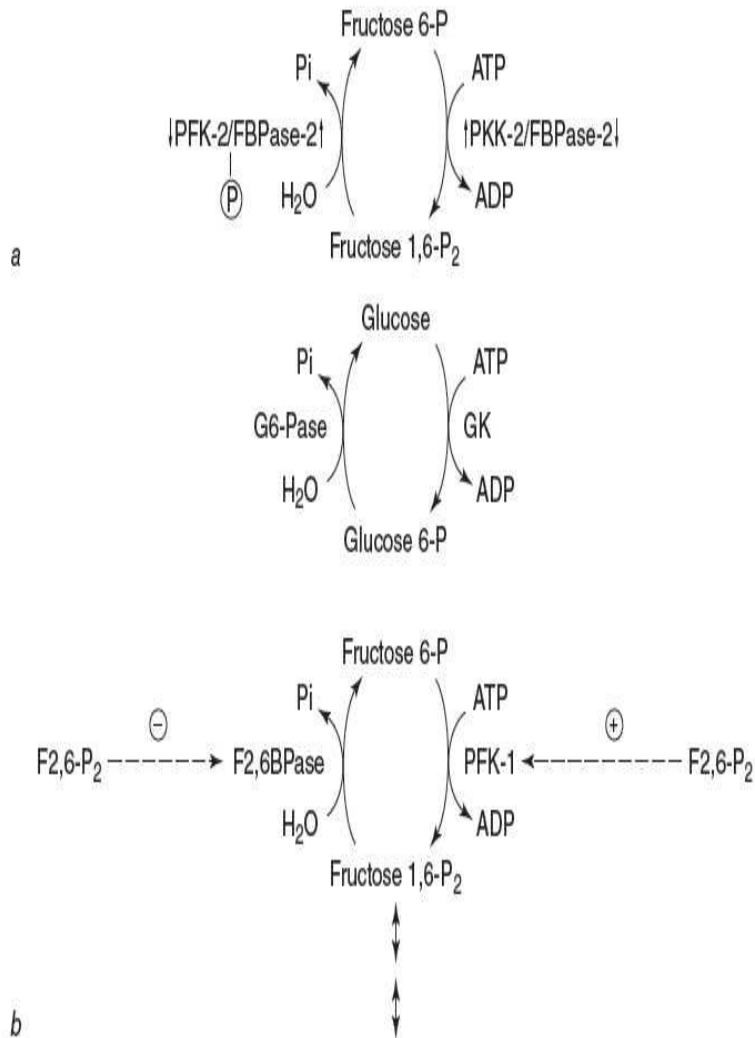 Fructose 6-P
Pi ATP
↓PFK-2/FBPase-2↑ ↑PKK-2/FBPase-2↓
P
H₂O ADP
Fructose 1,6-P₂
a
Glucose
Pi ATP
G6-Pase GK
H₂O ADP
Glucose 6-P
Fructose 6-P
Pi ATP
− +
F2,6-P₂ F2,6BPase PFK-1 F2,6-P₂
H₂O ADP
Fructose 1,6-P₂
b